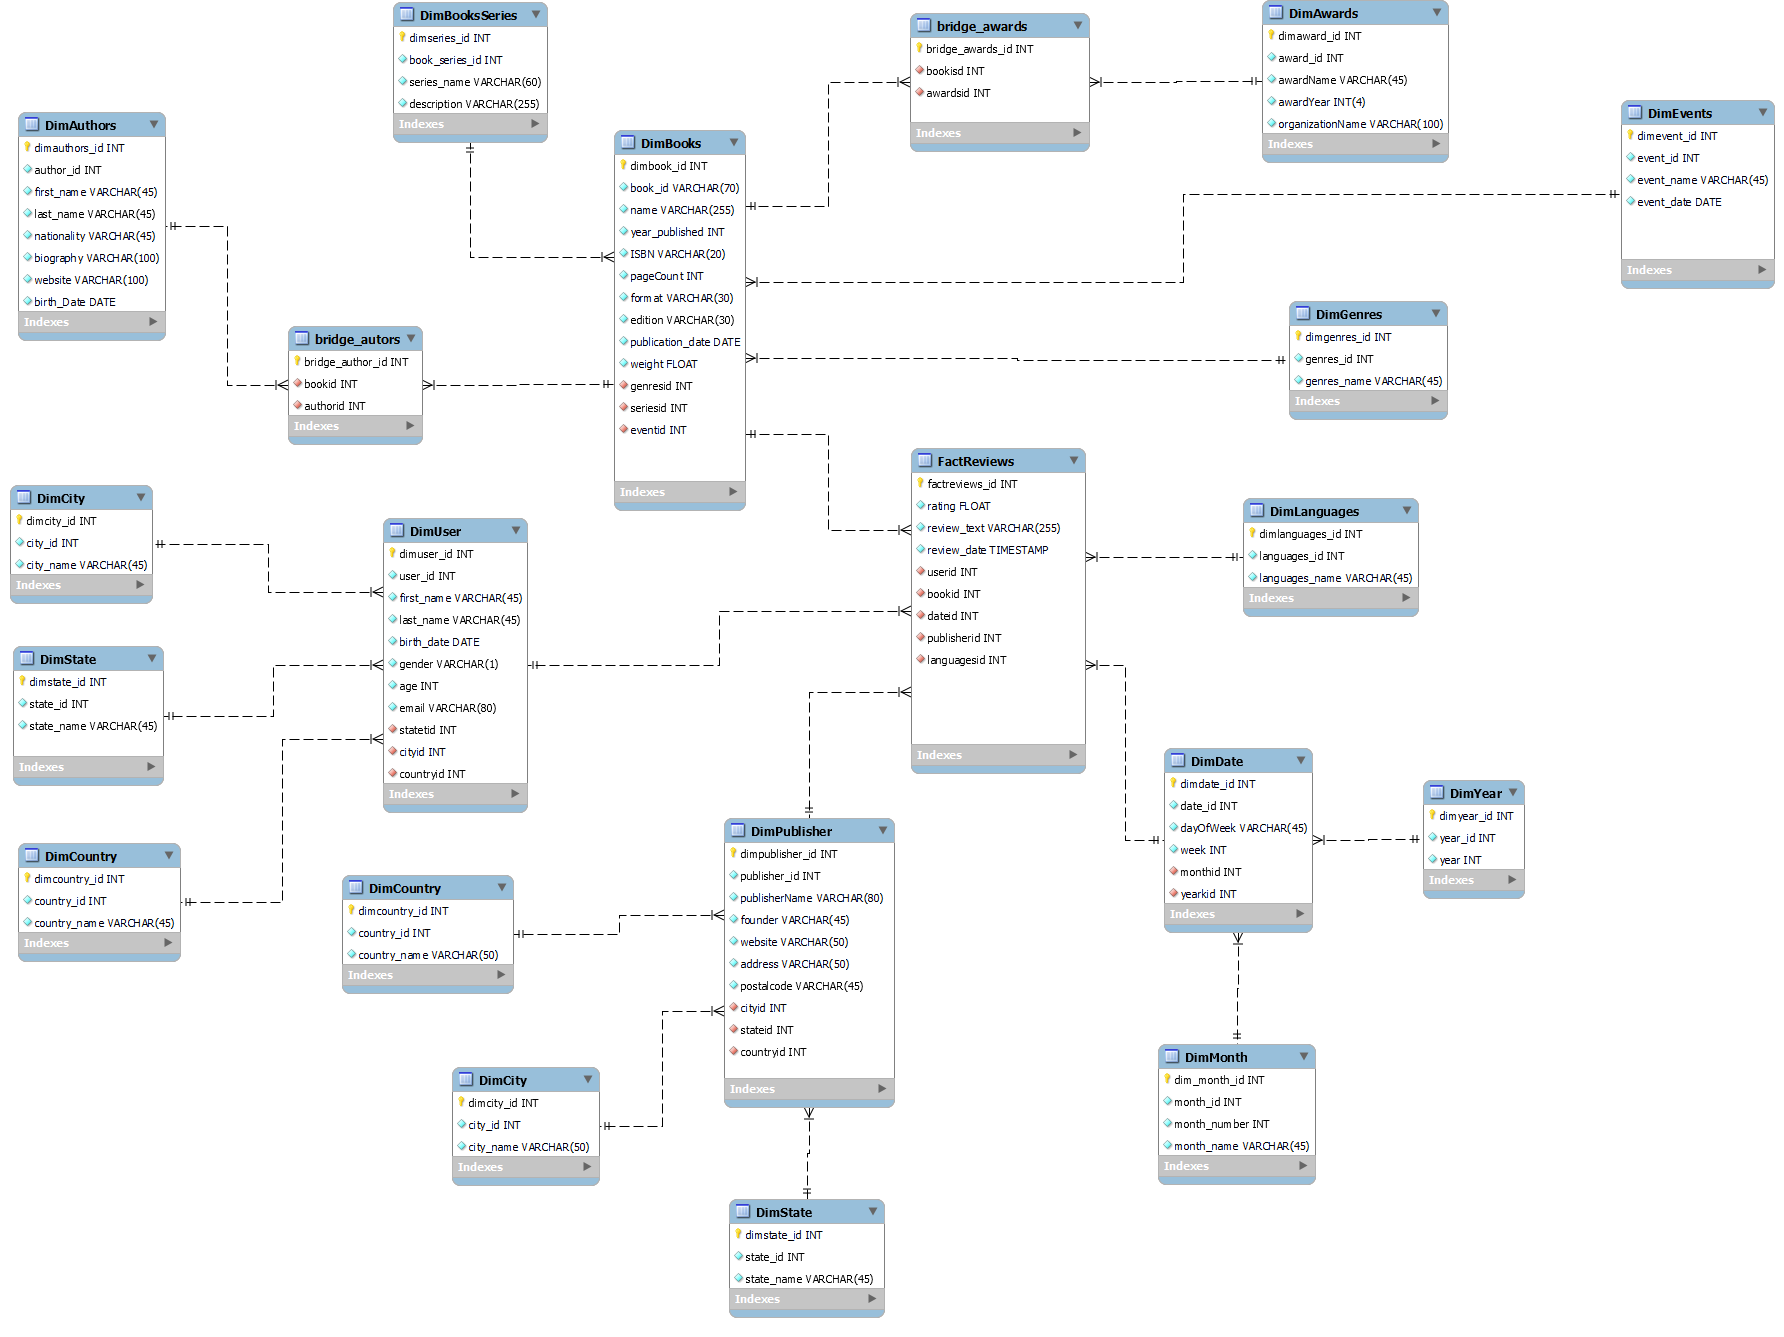 DimBooksSeries
dimseries_id INT
book_series_id INT
series_name VARCHAR(60)
description VARCHAR(255)
Indexes
bridge_awards
bridge_awards_id INT
bookisd INT
awardsid INT
Indexes
DimAwards
dimaward_id INT
award_id INT
awardName VARCHAR(45)
awardYear INT(4)
organizationName VARCHAR(100)
Indexes
DimEvents
dimevent_id INT
event_id INT
event_name VARCHAR(45)
event_date DATE
Indexes
DimAuthors
dimauthors_id INT
author_id INT
first_name VARCHAR(45)
last_name VARCHAR(45)
nationality VARCHAR(45)
biography VARCHAR(100)
website VARCHAR(100)
birth_Date DATE
Indexes
DimBooks
dimbook_id INT
book_id VARCHAR(70)
name VARCHAR(255)
year_published INT
ISBN VARCHAR(20)
pageCount INT
format VARCHAR(30)
edition VARCHAR(30)
publication_date DATE
weight FLOAT
genresid INT
seriesid INT
eventid INT
Indexes
DimGenres
dimgenres_id INT
genres_id INT
genres_name VARCHAR(45)
Indexes
bridge_autors
bridge_author_id INT
bookid INT
authorid INT
Indexes
FactReviews
factreviews_id INT
rating FLOAT
review_text VARCHAR(255)
review_date TIMESTAMP
userid INT
bookid INT
dateid INT
publisherid INT
languagesid INT
Indexes
DimLanguages
dimlanguages_id INT
languages_id INT
languages_name VARCHAR(45)
Indexes
DimCity
dimcity_id INT
city_id INT
city_name VARCHAR(45)
Indexes
DimUser
dimuser_id INT
user_id INT
first_name VARCHAR(45)
last_name VARCHAR(45)
birth_date DATE
gender VARCHAR(1)
age INT
email VARCHAR(80)
statetid INT
cityid INT
countryid INT
Indexes
DimState
dimstate_id INT
state_id INT
state_name VARCHAR(45)
Indexes
DimCountry
dimcountry_id INT
country_id INT
country_name VARCHAR(45)
Indexes
DimCountry
dimcountry_id INT
country_id INT
country_name VARCHAR(50)
Indexes
DimPublisher
dimpublisher_id INT
publisher_id INT
publisherName VARCHAR(80)
founder VARCHAR(45)
website VARCHAR(50)
address VARCHAR(50)
postalcode VARCHAR(45)
cityid INT
stateid INT
countryid INT
Indexes
DimDate
dimdate_id INT
date_id INT
dayOfWeek VARCHAR(45)
week INT
monthid INT
yearkid INT
Indexes
DimYear
dimyear_id INT
year_id INT
year INT
Indexes
DimCity
dimcity_id INT
city_id INT
city_name VARCHAR(50)
Indexes
DimMonth
dim_month_id INT
month_id INT
month_number INT
month_name VARCHAR(45)
Indexes
DimState
dimstate_id INT
state_id INT
state_name VARCHAR(45)
Indexes